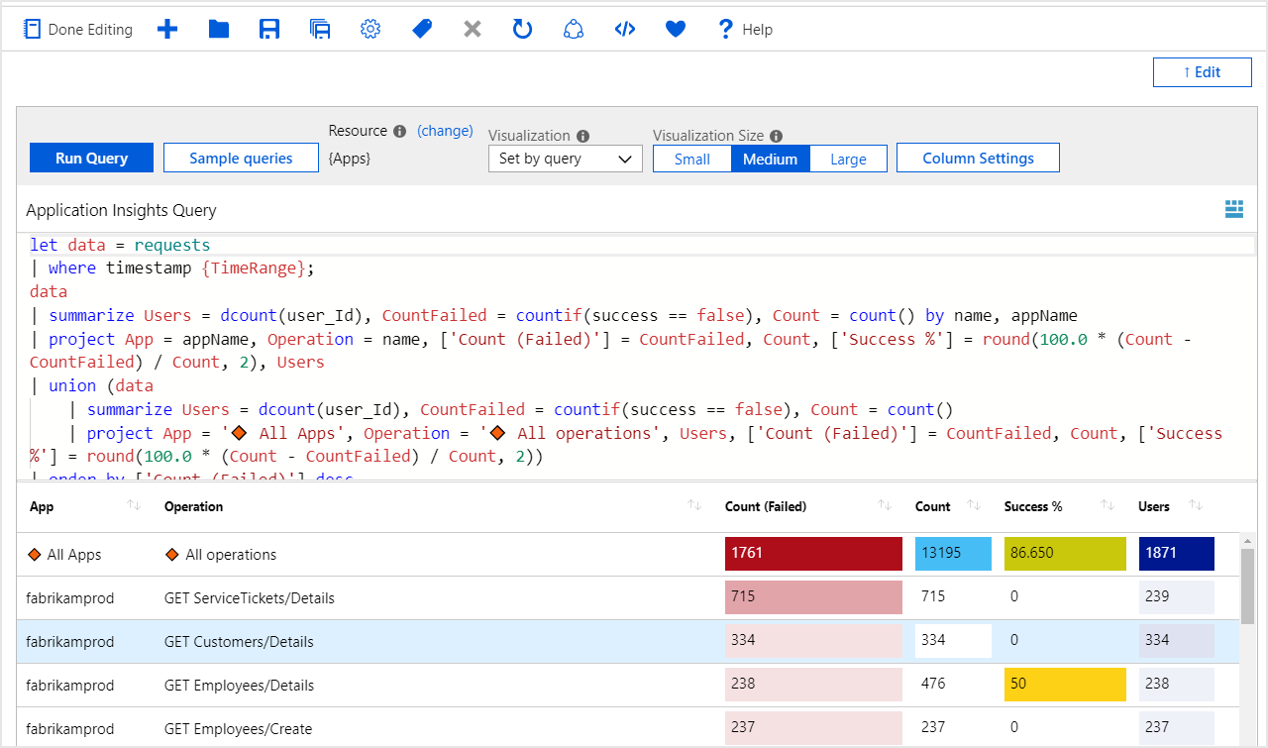 Done Editing Help
↑ Edit
Resource (change) Visualization Visualization Size
Run Query Sample queries {Apps} Set by query Small Medium Large Column Settings
Application Insights Query
let data = requests
| where timestamp {TimeRange};
data
| summarize Users = dcount(user_Id), CountFailed = countif(success == false), Count = count() by name, appName
| project App = appName, Operation = name, ['Count (Failed)'] = CountFailed, Count, ['Success %'] = round(100.0 * (Count -
CountFailed) / Count, 2), Users
| union (data
| summarize Users = dcount(user_Id), CountFailed = countif(success == false), Count = count()
| project App = '🔶 All Apps', Operation = '🔶 All operations', Users, ['Count (Failed)'] = CountFailed, Count, ['Success
%'] = round(100.0 * (Count - CountFailed) / Count, 2))
| order by ['Count (Failed)'] desc
App Operation Count (Failed) Count Success % Users
🔶 All Apps 🔶 All operations 1761 13195 86.650 1871
fabrikamprod GET ServiceTickets/Details 715 715 0 239
fabrikamprod GET Customers/Details 334 334 0 334
fabrikamprod GET Employees/Details 238 476 50 238
fabrikamprod GET Employees/Create 237 237 0 237